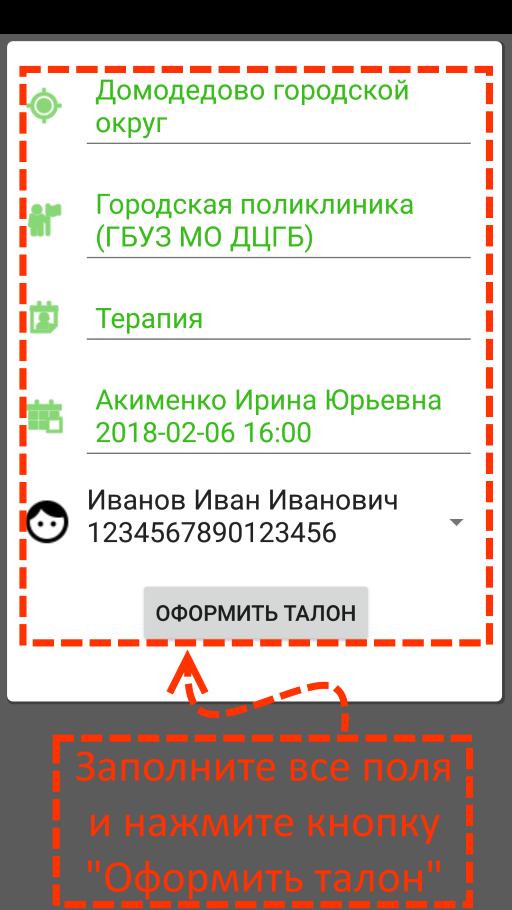 Домодедово городской
округ
Городская поликлиника
(ГБУЗ МО ДЦГБ)
Терапия
Акименко Ирина Юрьевна
2018-02-06 16:00
Иванов Иван Иванович
1234567890123456
ОФОРМИТЬ ТАЛОН
Заполните все поля
и нажмите кнопку
"Оформить талон"